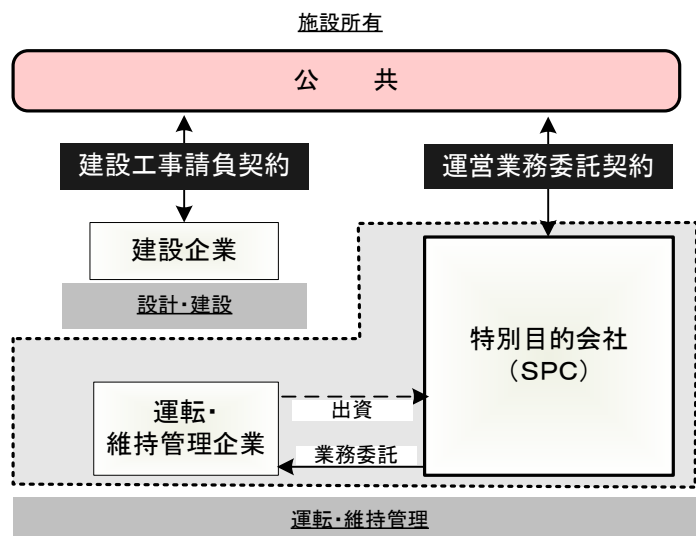 施設所有
公　　共
建設工事請負契約
運営業務委託契約
建設企業
設計・建設
特別目的会社
（SPC）
運転・
維持管理企業
出資
業務委託
運転・維持管理